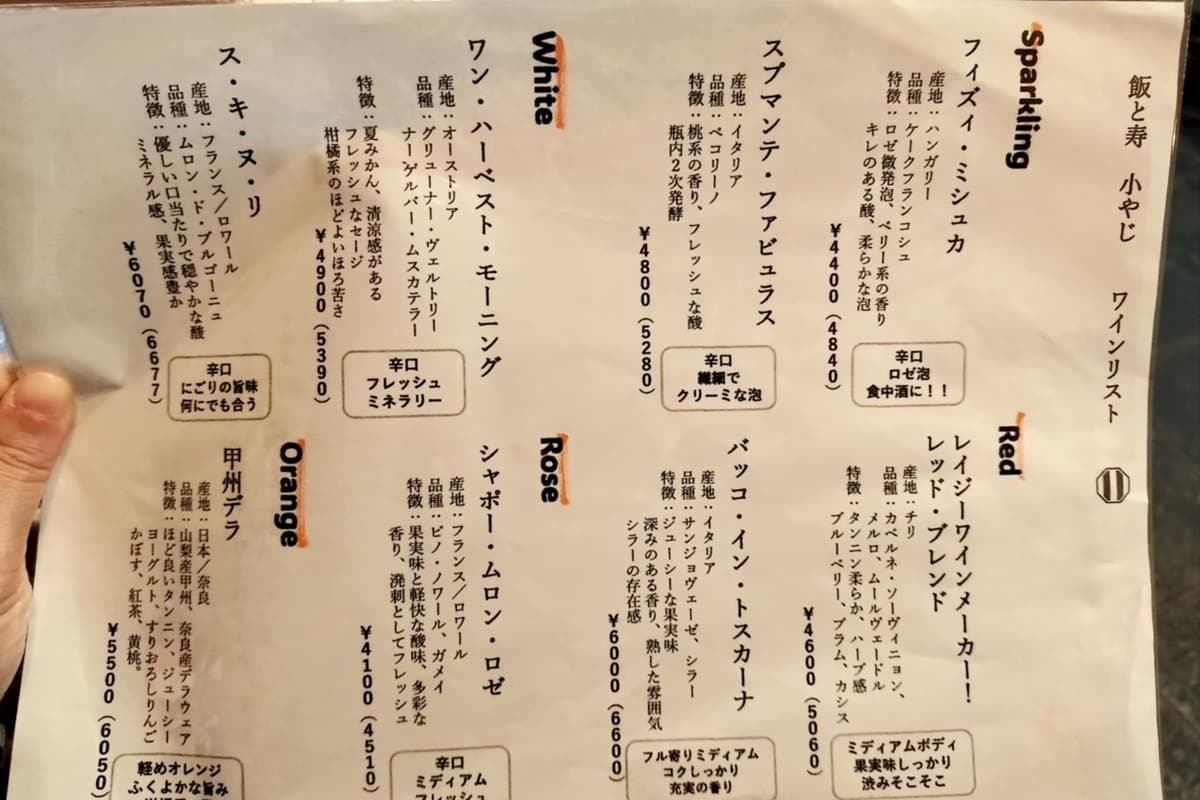 飯と寿 小やじ ワインリスト
Sparkling
フィズィ・ミシュカ
産地：ハンガリー
品種：ケークフランコシュ
特徴：ロゼ微発泡、ベリー系の香り
キレのある酸、柔らかな泡
¥4400（4840）
辛口
ロゼ泡
食中酒に！！
スプマンテ・ファビュラス
産地：イタリア
品種：ペコリーノ
特徴：桃系の香り、フレッシュな酸
瓶内2次発酵
¥4800（5280）
辛口
繊細で
クリーミな泡
White
ワン・ハーベスト・モーニング
産地：オーストリア
品種：グリューナー・ヴェルトリー
ナーゲルバー・ムスカテラー
特徴：夏みかん、清涼感がある
フレッシュなセージ
柑橘系のほどよいほろ苦さ
¥4900（5390）
辛口
フレッシュ
ミネラリー
ス・キ・ヌ・リ
産地：フランス／ロワール
品種：ムロン・ド・ブルゴーニュ
特徴：優しい口当たりで穏やかな酸
ミネラル感、果実感豊か
¥6070（6677）
辛口
にごりの旨味
何にでも合う
Red
レイジーワインメーカー！
レッド・ブレンド
産地：チリ
品種：カベルネ・ソーヴィニョン、
メルロ、ムールヴェードル
特徴：タンニン柔らか、ハーブ感
ブルーベリー、プラム、カシス
¥4600（5060）
ミディアムボディ
果実味しっかり
渋みそこそこ
バッコ・イン・トスカーナ
産地：イタリア
品種：サンジョヴェーゼ、シラー
特徴：ジューシーな果実味
深みのある香り、熟した雰囲気
シラーの存在感
¥6000（6600）
フル寄りミディアム
コクしっかり
充実の香り
Rose
シャポー・ムロン・ロゼ
産地：フランス／ロワール
品種：ピノ・ノワール、ガメイ
特徴：果実味と軽快な酸味、多彩な
香り、溌剌としてフレッシュ
¥4100（4510）
辛口
ミディアム
フレッシュ
Orange
甲州デラ
産地：日本／奈良
品種：山梨産甲州、奈良産デラウェア
特徴：ほど良いタンニン、ジューシー
ヨーグルト、すりおろしりんご
かぼす、紅茶、黄桃。
¥5500（6050）
軽めオレンジ
ふくよかな旨み